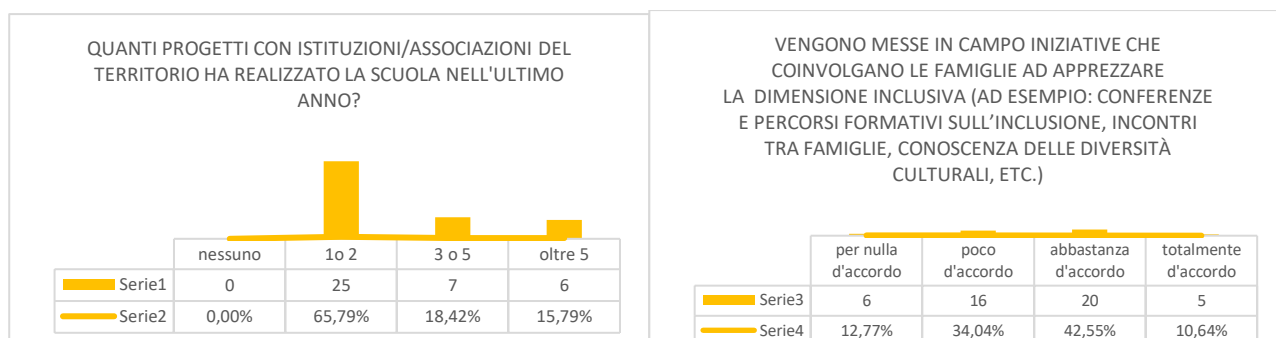 QUANTI PROGETTI CON ISTITUZIONI/ASSOCIAZIONI DEL
TERRITORIO HA REALIZZATO LA SCUOLA NELL'ULTIMO
ANNO?
nessuno 1o 2 3 o 5 oltre 5
Serie1 0 25 7 6
Serie2 0,00% 65,79% 18,42% 15,79%
VENGONO MESSE IN CAMPO INIZIATIVE CHE
COINVOLGANO LE FAMIGLIE AD APPREZZARE
LA DIMENSIONE INCLUSIVA (AD ESEMPIO: CONFERENZE
E PERCORSI FORMATIVI SULL’INCLUSIONE, INCONTRI
TRA FAMIGLIE, CONOSCENZA DELLE DIVERSITÀ
CULTURALI, ETC.)
per nulla poco abbastanza totalmente
d'accordo d'accordo d'accordo d'accordo
Serie3 6 16 20 5
Serie4 12,77% 34,04% 42,55% 10,64%